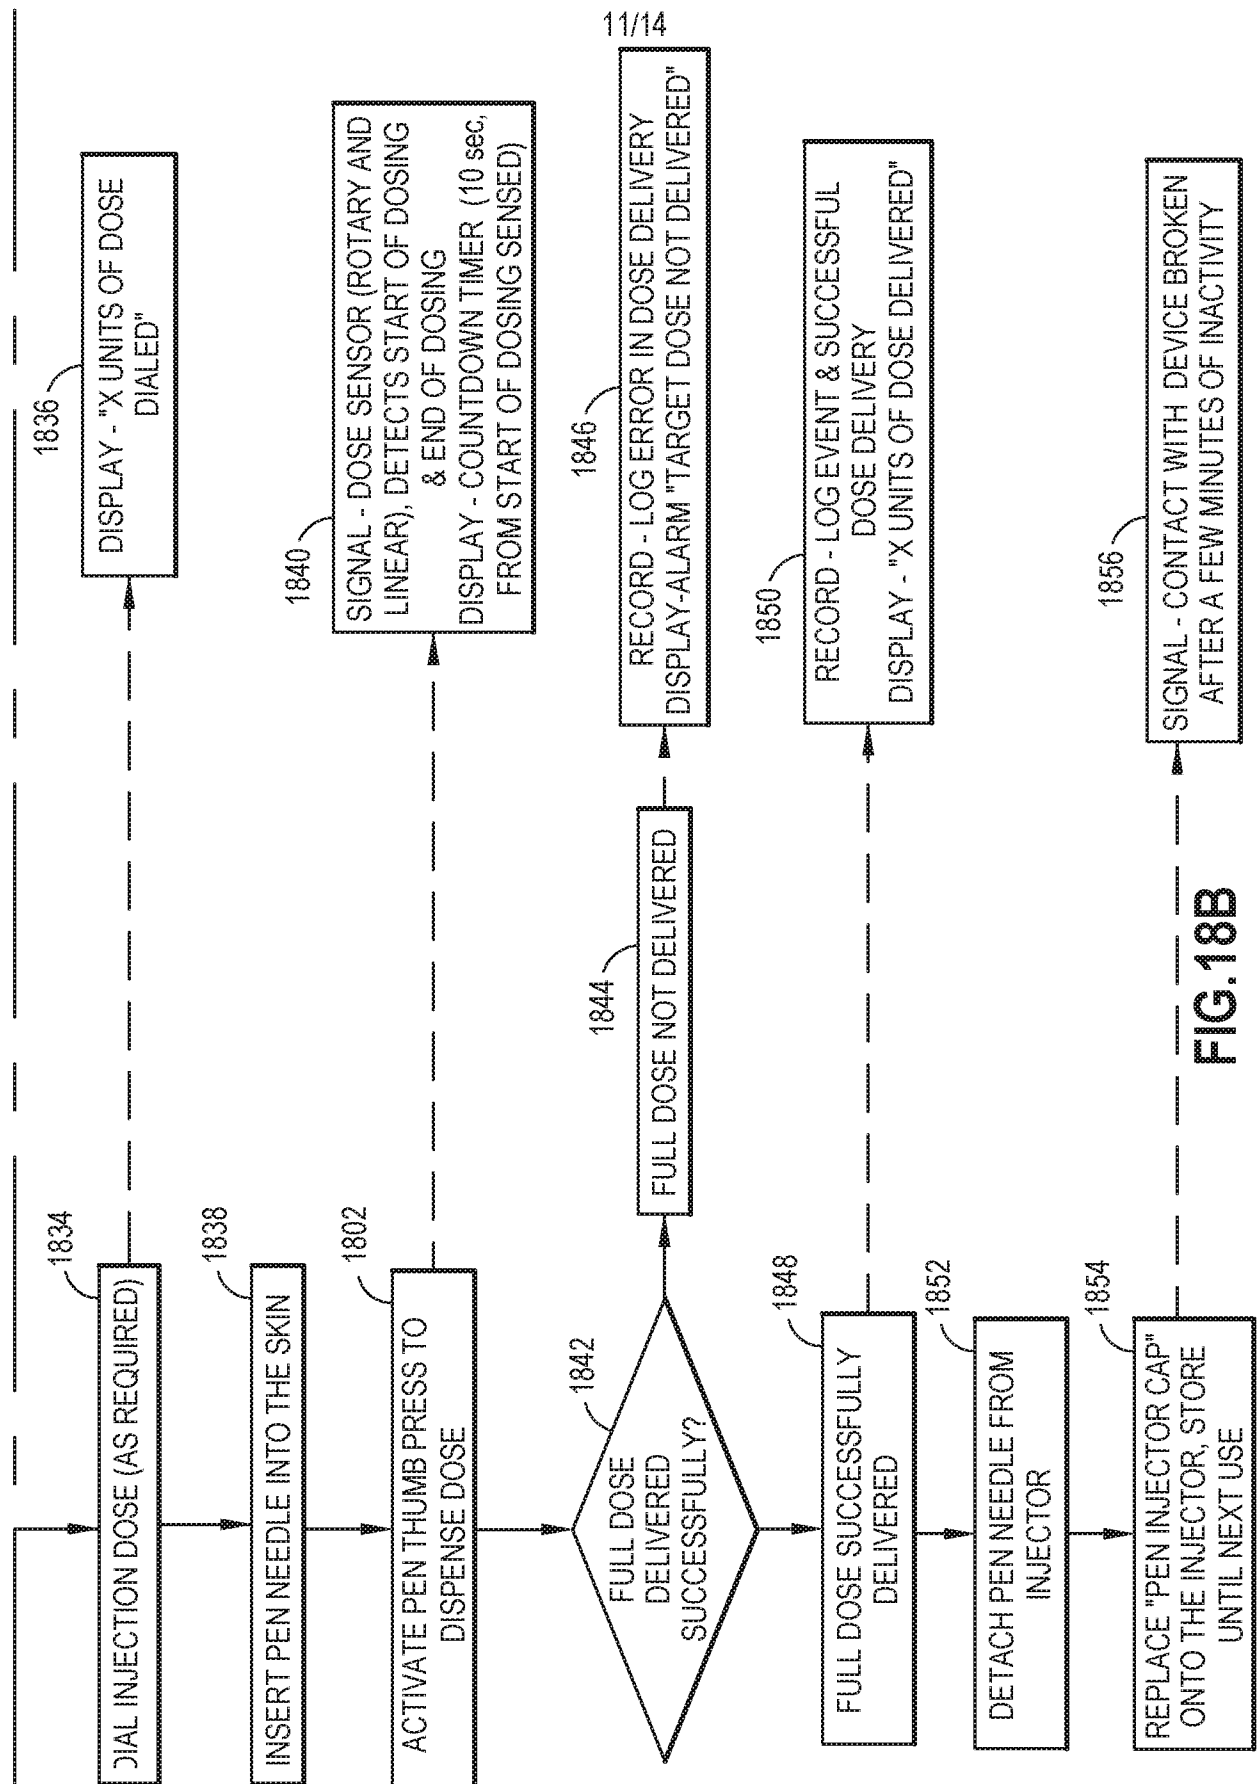 11/14
1834
DIAL INJECTION DOSE (AS REQUIRED)
1836
DISPLAY - "X UNITS OF DOSE
DIALED"
1838
INSERT PEN NEEDLE INTO THE SKIN
1802
ACTIVATE PEN THUMB PRESS TO
DISPENSE DOSE
1840
SIGNAL - DOSE SENSOR (ROTARY AND
LINEAR), DETECTS START OF DOSING
& END OF DOSING
DISPLAY - COUNTDOWN TIMER (10 sec,
FROM START OF DOSING SENSED)
1842
FULL DOSE
DELIVERED
SUCCESSFULLY?
1844
FULL DOSE NOT DELIVERED
1846
RECORD - LOG ERROR IN DOSE DELIVERY
DISPLAY-ALARM "TARGET DOSE NOT DELIVERED"
1848
FULL DOSE SUCCESSFULLY
DELIVERED
1850
RECORD - LOG EVENT & SUCCESSFUL
DOSE DELIVERY
DISPLAY - "X UNITS OF DOSE DELIVERED"
1852
DETACH PEN NEEDLE FROM
INJECTOR
1854
REPLACE "PEN INJECTOR CAP"
ONTO THE INJECTOR, STORE
UNTIL NEXT USE
1856
SIGNAL - CONTACT WITH DEVICE BROKEN
AFTER A FEW MINUTES OF INACTIVITY
FIG.18B